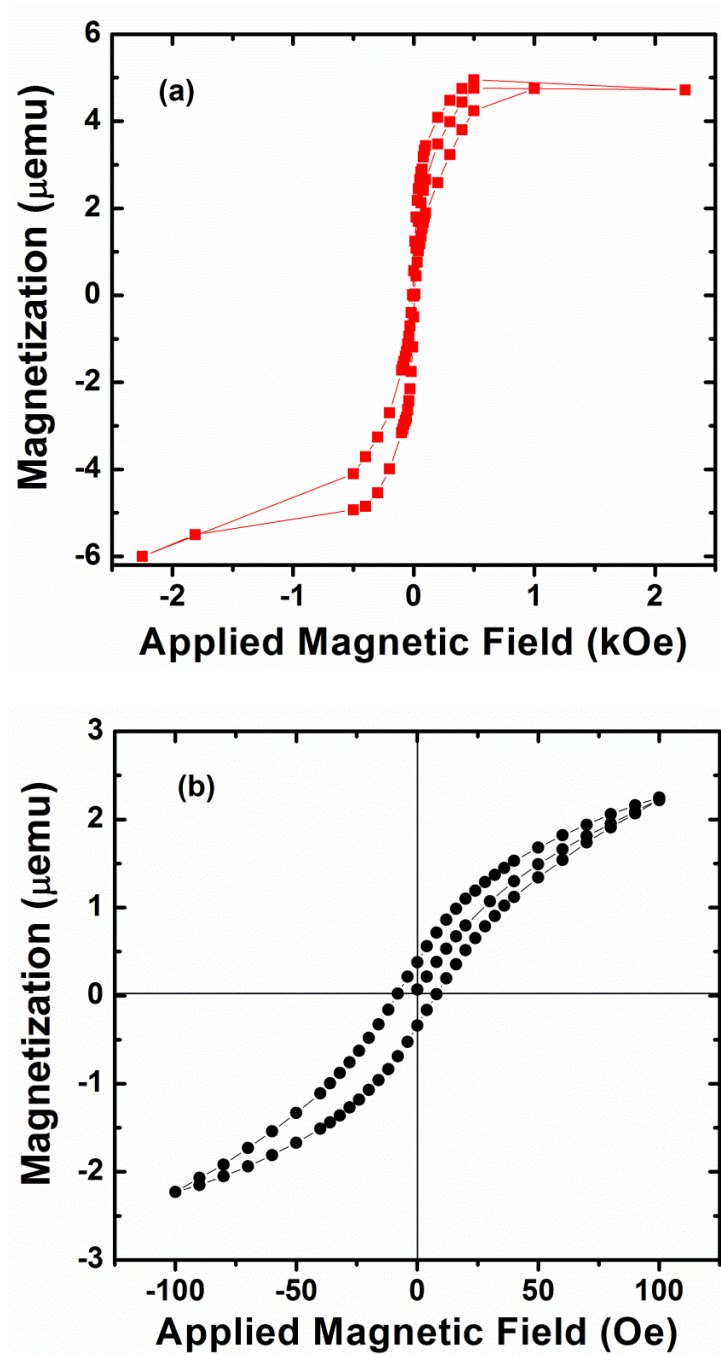 (a)
Magnetization (μemu)
6
4
2
0
-2
-4
-6
-2 -1 0 1 2
Applied Magnetic Field (kOe)
(b)
Magnetization (μemu)
3
2
1
0
-1
-2
-3
-100 -50 0 50 100
Applied Magnetic Field (Oe)